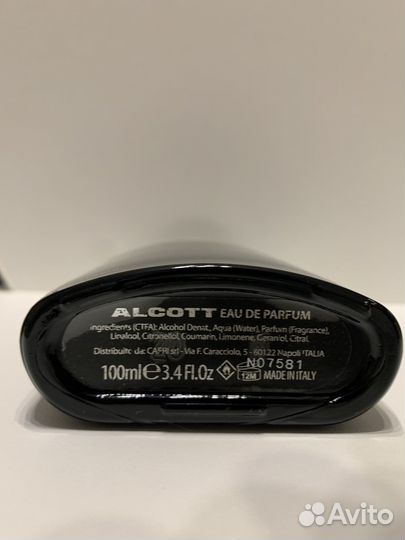 ALCOTT EAU DE PARFUM
Ingredients (CTFA): Alcohol Denat., Aqua (Water), Parfum (Fragrance),
Linalool, Citronellol, Coumarin, Limonene, Geraniol, Citral.
Distribuito da: CAFRI srl - Via F. Caracciolo, 5 - 80122 Napoli ITALIA
N07581
100ml e 3.4 Fl.Oz 12M MADE IN ITALY
Avito